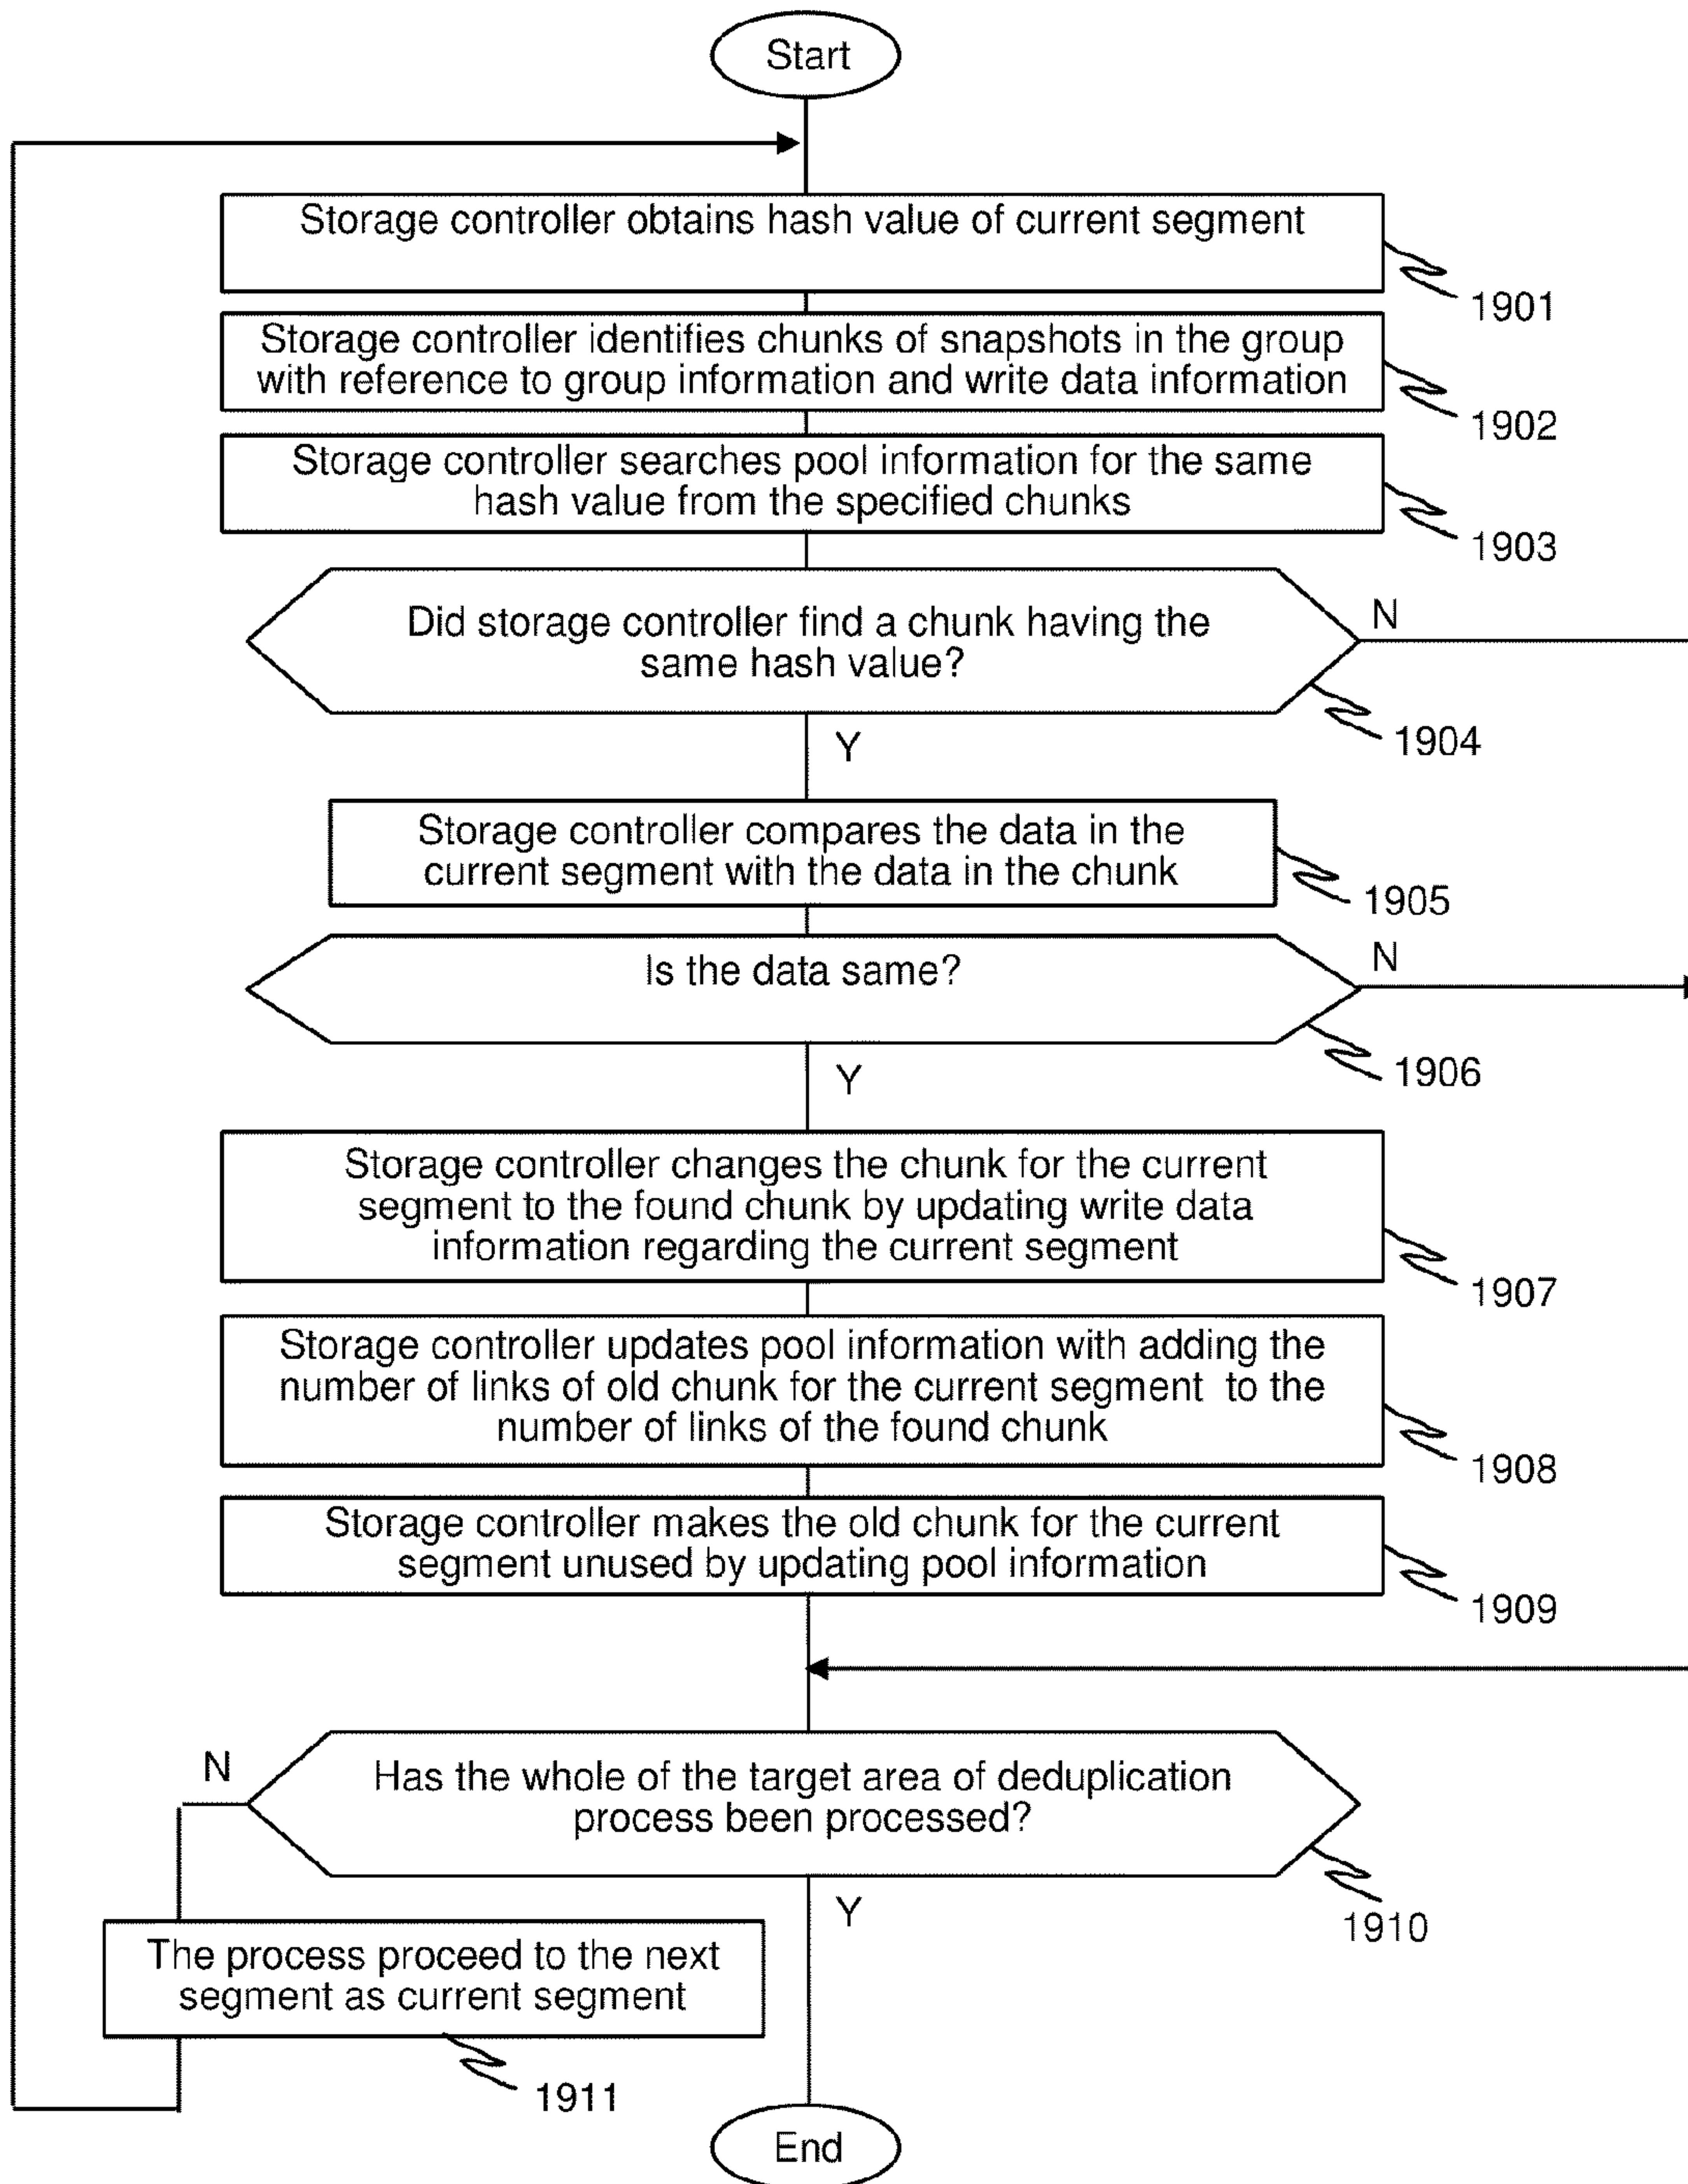 Start
Storage controller obtains hash value of current segment
1901
Storage controller identifies chunks of snapshots in the group
with reference to group information and write data information
1902
Storage controller searches pool information for the same
hash value from the specified chunks
1903
Did storage controller find a chunk having the
same hash value?
N
1904
Y
Storage controller compares the data in the
current segment with the data in the chunk
1905
Is the data same?
N
1906
Y
Storage controller changes the chunk for the current
segment to the found chunk by updating write data
information regarding the current segment
1907
Storage controller updates pool information with adding the
number of links of old chunk for the current segment to the
number of links of the found chunk
1908
Storage controller makes the old chunk for the current
segment unused by updating pool information
1909
N
Has the whole of the target area of deduplication
process been processed?
1910
Y
The process proceed to the next
segment as current segment
1911
End